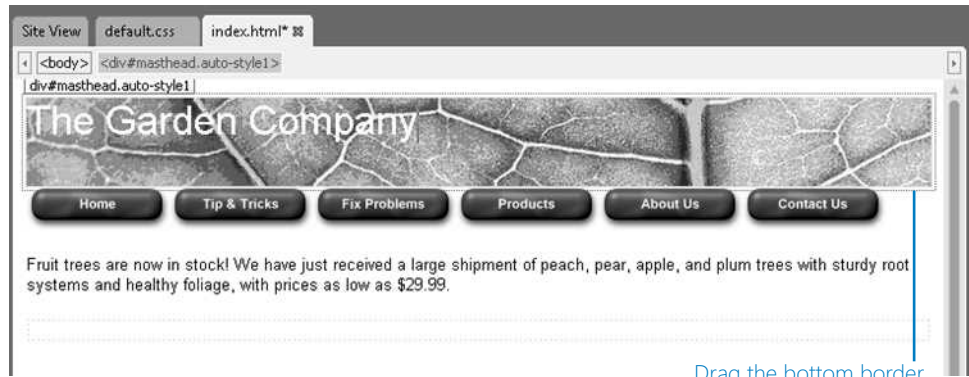 Site View default.css index.html*
<body> <div#masthead.auto-style1>
div#masthead.auto-style1
The Garden Company
Home Tip & Tricks Fix Problems Products About Us Contact Us
Fruit trees are now in stock! We have just received a large shipment of peach, pear, apple, and plum trees with sturdy root
systems and healthy foliage, with prices as low as $29.99.
Drag the bottom border